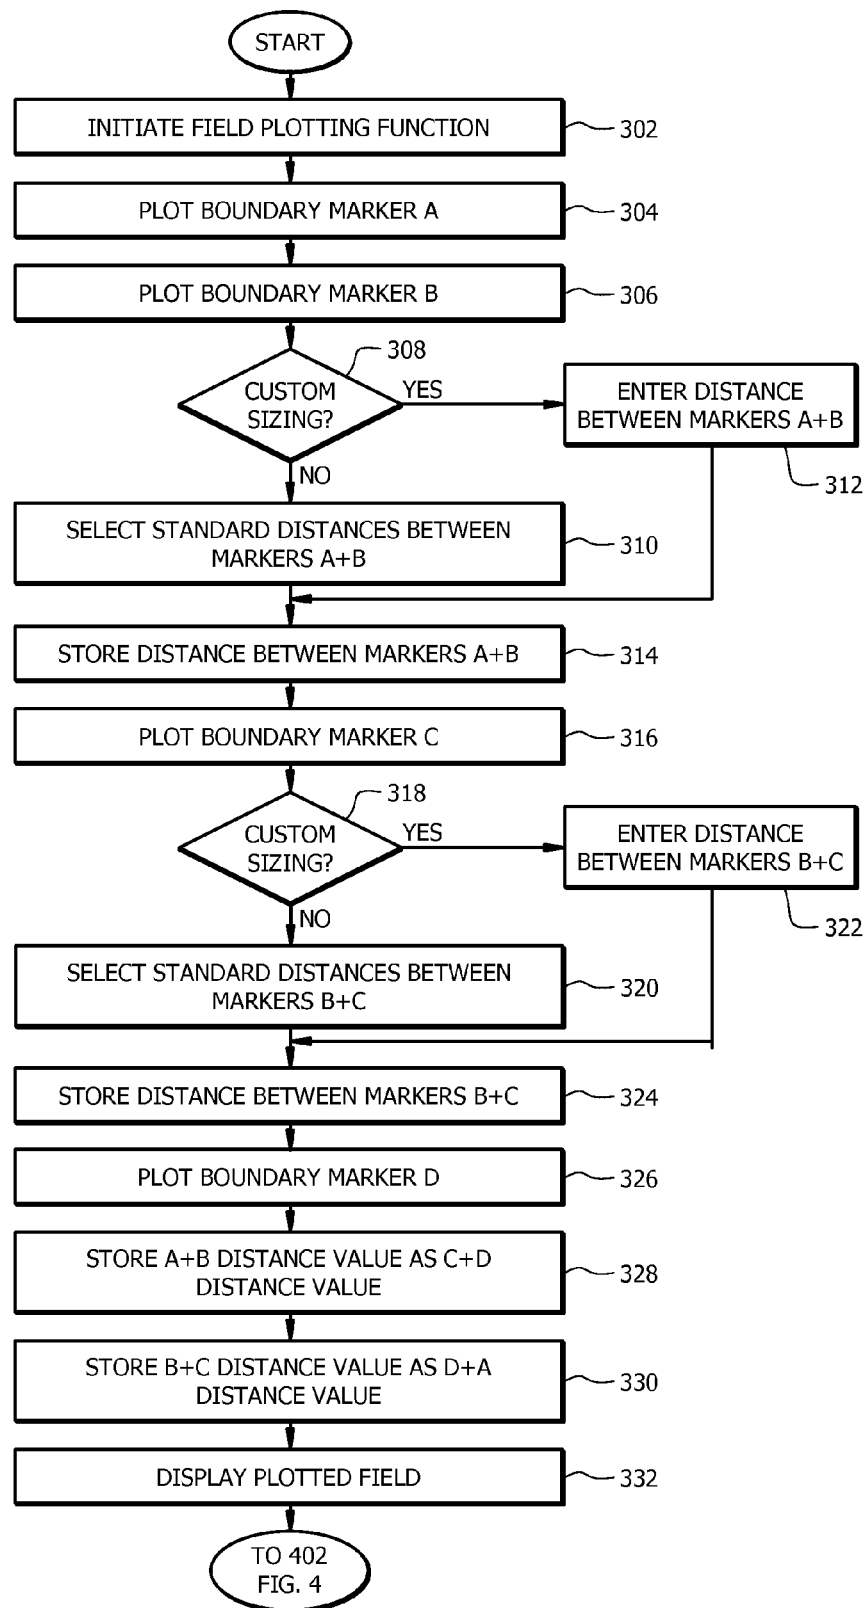 START
INITIATE FIELD PLOTTING FUNCTION
302
PLOT BOUNDARY MARKER A
304
PLOT BOUNDARY MARKER B
306
308
CUSTOM
SIZING?
YES
ENTER DISTANCE
BETWEEN MARKERS A+B
312
NO
SELECT STANDARD DISTANCES BETWEEN
MARKERS A+B
310
STORE DISTANCE BETWEEN MARKERS A+B
314
PLOT BOUNDARY MARKER C
316
318
CUSTOM
SIZING?
YES
ENTER DISTANCE
BETWEEN MARKERS B+C
322
NO
SELECT STANDARD DISTANCES BETWEEN
MARKERS B+C
320
STORE DISTANCE BETWEEN MARKERS B+C
324
PLOT BOUNDARY MARKER D
326
STORE A+B DISTANCE VALUE AS C+D
DISTANCE VALUE
328
STORE B+C DISTANCE VALUE AS D+A
DISTANCE VALUE
330
DISPLAY PLOTTED FIELD
332
TO 402
FIG. 4